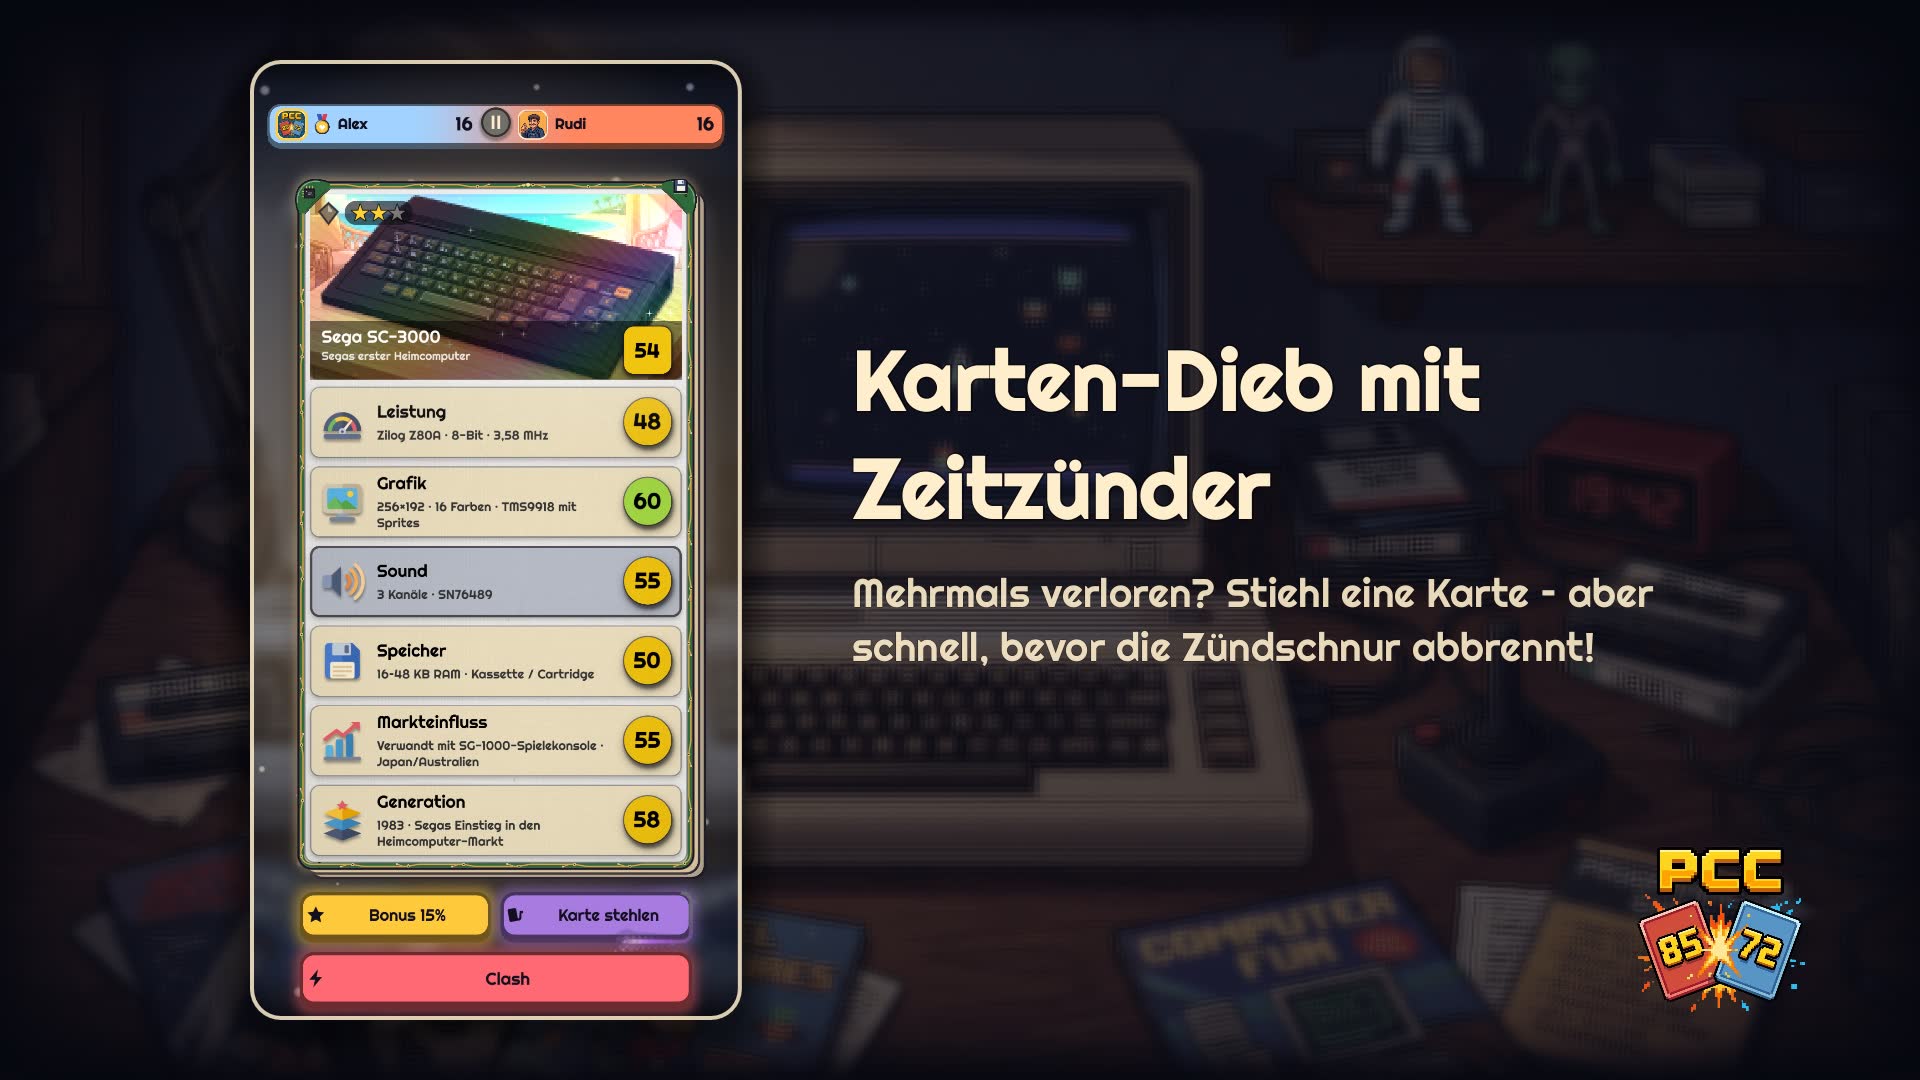 Alex 16 Rudi 16
Sega SC-3000
Segas erster Heimcomputer
54
Leistung
Zilog Z80A · 8-Bit · 3,58 MHz
48
Grafik
256×192 · 16 Farben · TMS9918 mit
Sprites
60
Sound
3 Kanäle · SN76489
55
Speicher
16-48 KB RAM · Kassette / Cartridge
50
Markteinfluss
Verwandt mit SG-1000-Spielekonsole ·
Japan/Australien
55
Generation
1983 · Segas Einstieg in den
Heimcomputer-Markt
58
Bonus 15%
Karte stehlen
Clash
Karten-Dieb mit
Zeitzünder
Mehrmals verloren? Stiehl eine Karte - aber
schnell, bevor die Zündschnur abbrennt!
19:42
COMPUTER
FUN
PCC
85 72